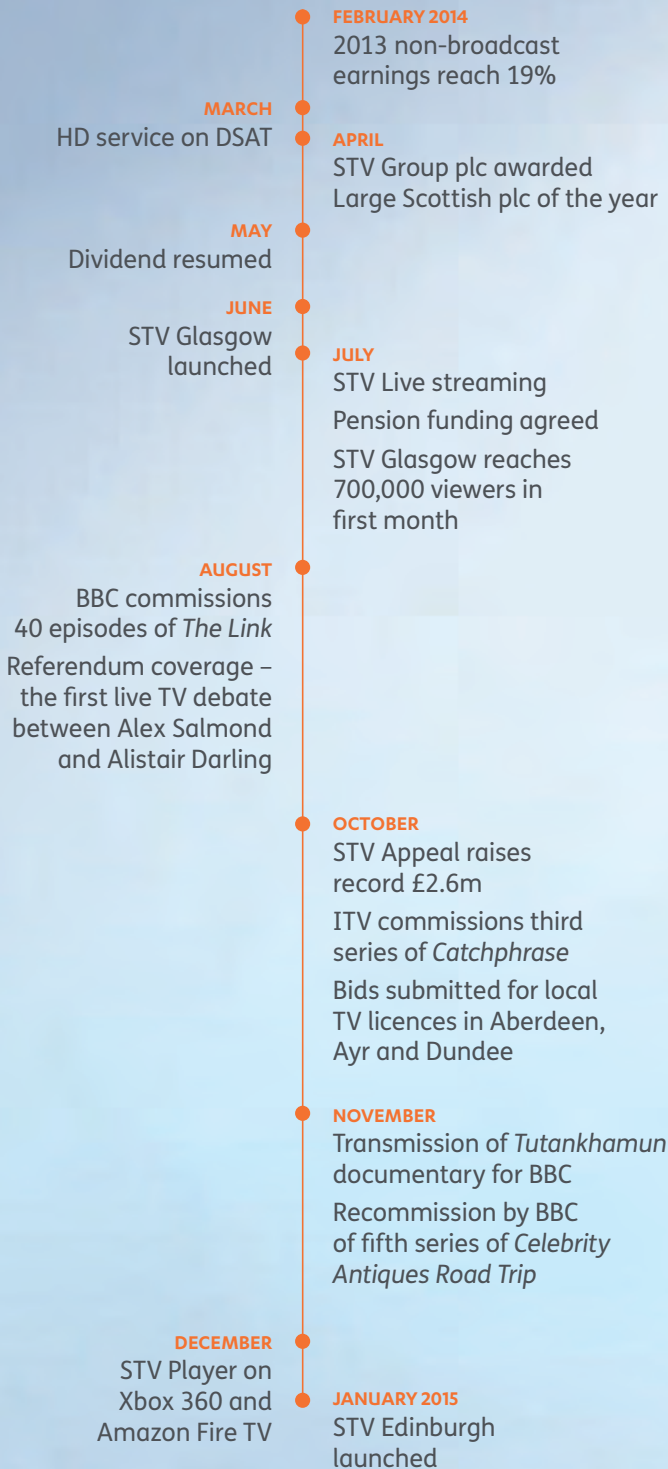 FEBRUARY 2014
2013 non-broadcast
earnings reach 19%
MARCH
HD service on DSAT
APRIL
STV Group plc awarded
Large Scottish plc of the year
MAY
Dividend resumed
JUNE
STV Glasgow
launched
JULY
STV Live streaming
Pension funding agreed
STV Glasgow reaches
700,000 viewers in
first month
AUGUST
BBC commissions
40 episodes of The Link
Referendum coverage –
the first live TV debate
between Alex Salmond
and Alistair Darling
OCTOBER
STV Appeal raises
record £2.6m
ITV commissions third
series of Catchphrase
Bids submitted for local
TV licences in Aberdeen,
Ayr and Dundee
NOVEMBER
Transmission of Tutankhamun
documentary for BBC
Recommission by BBC
of fifth series of Celebrity
Antiques Road Trip
DECEMBER
STV Player on
Xbox 360 and
Amazon Fire TV
JANUARY 2015
STV Edinburgh
launched